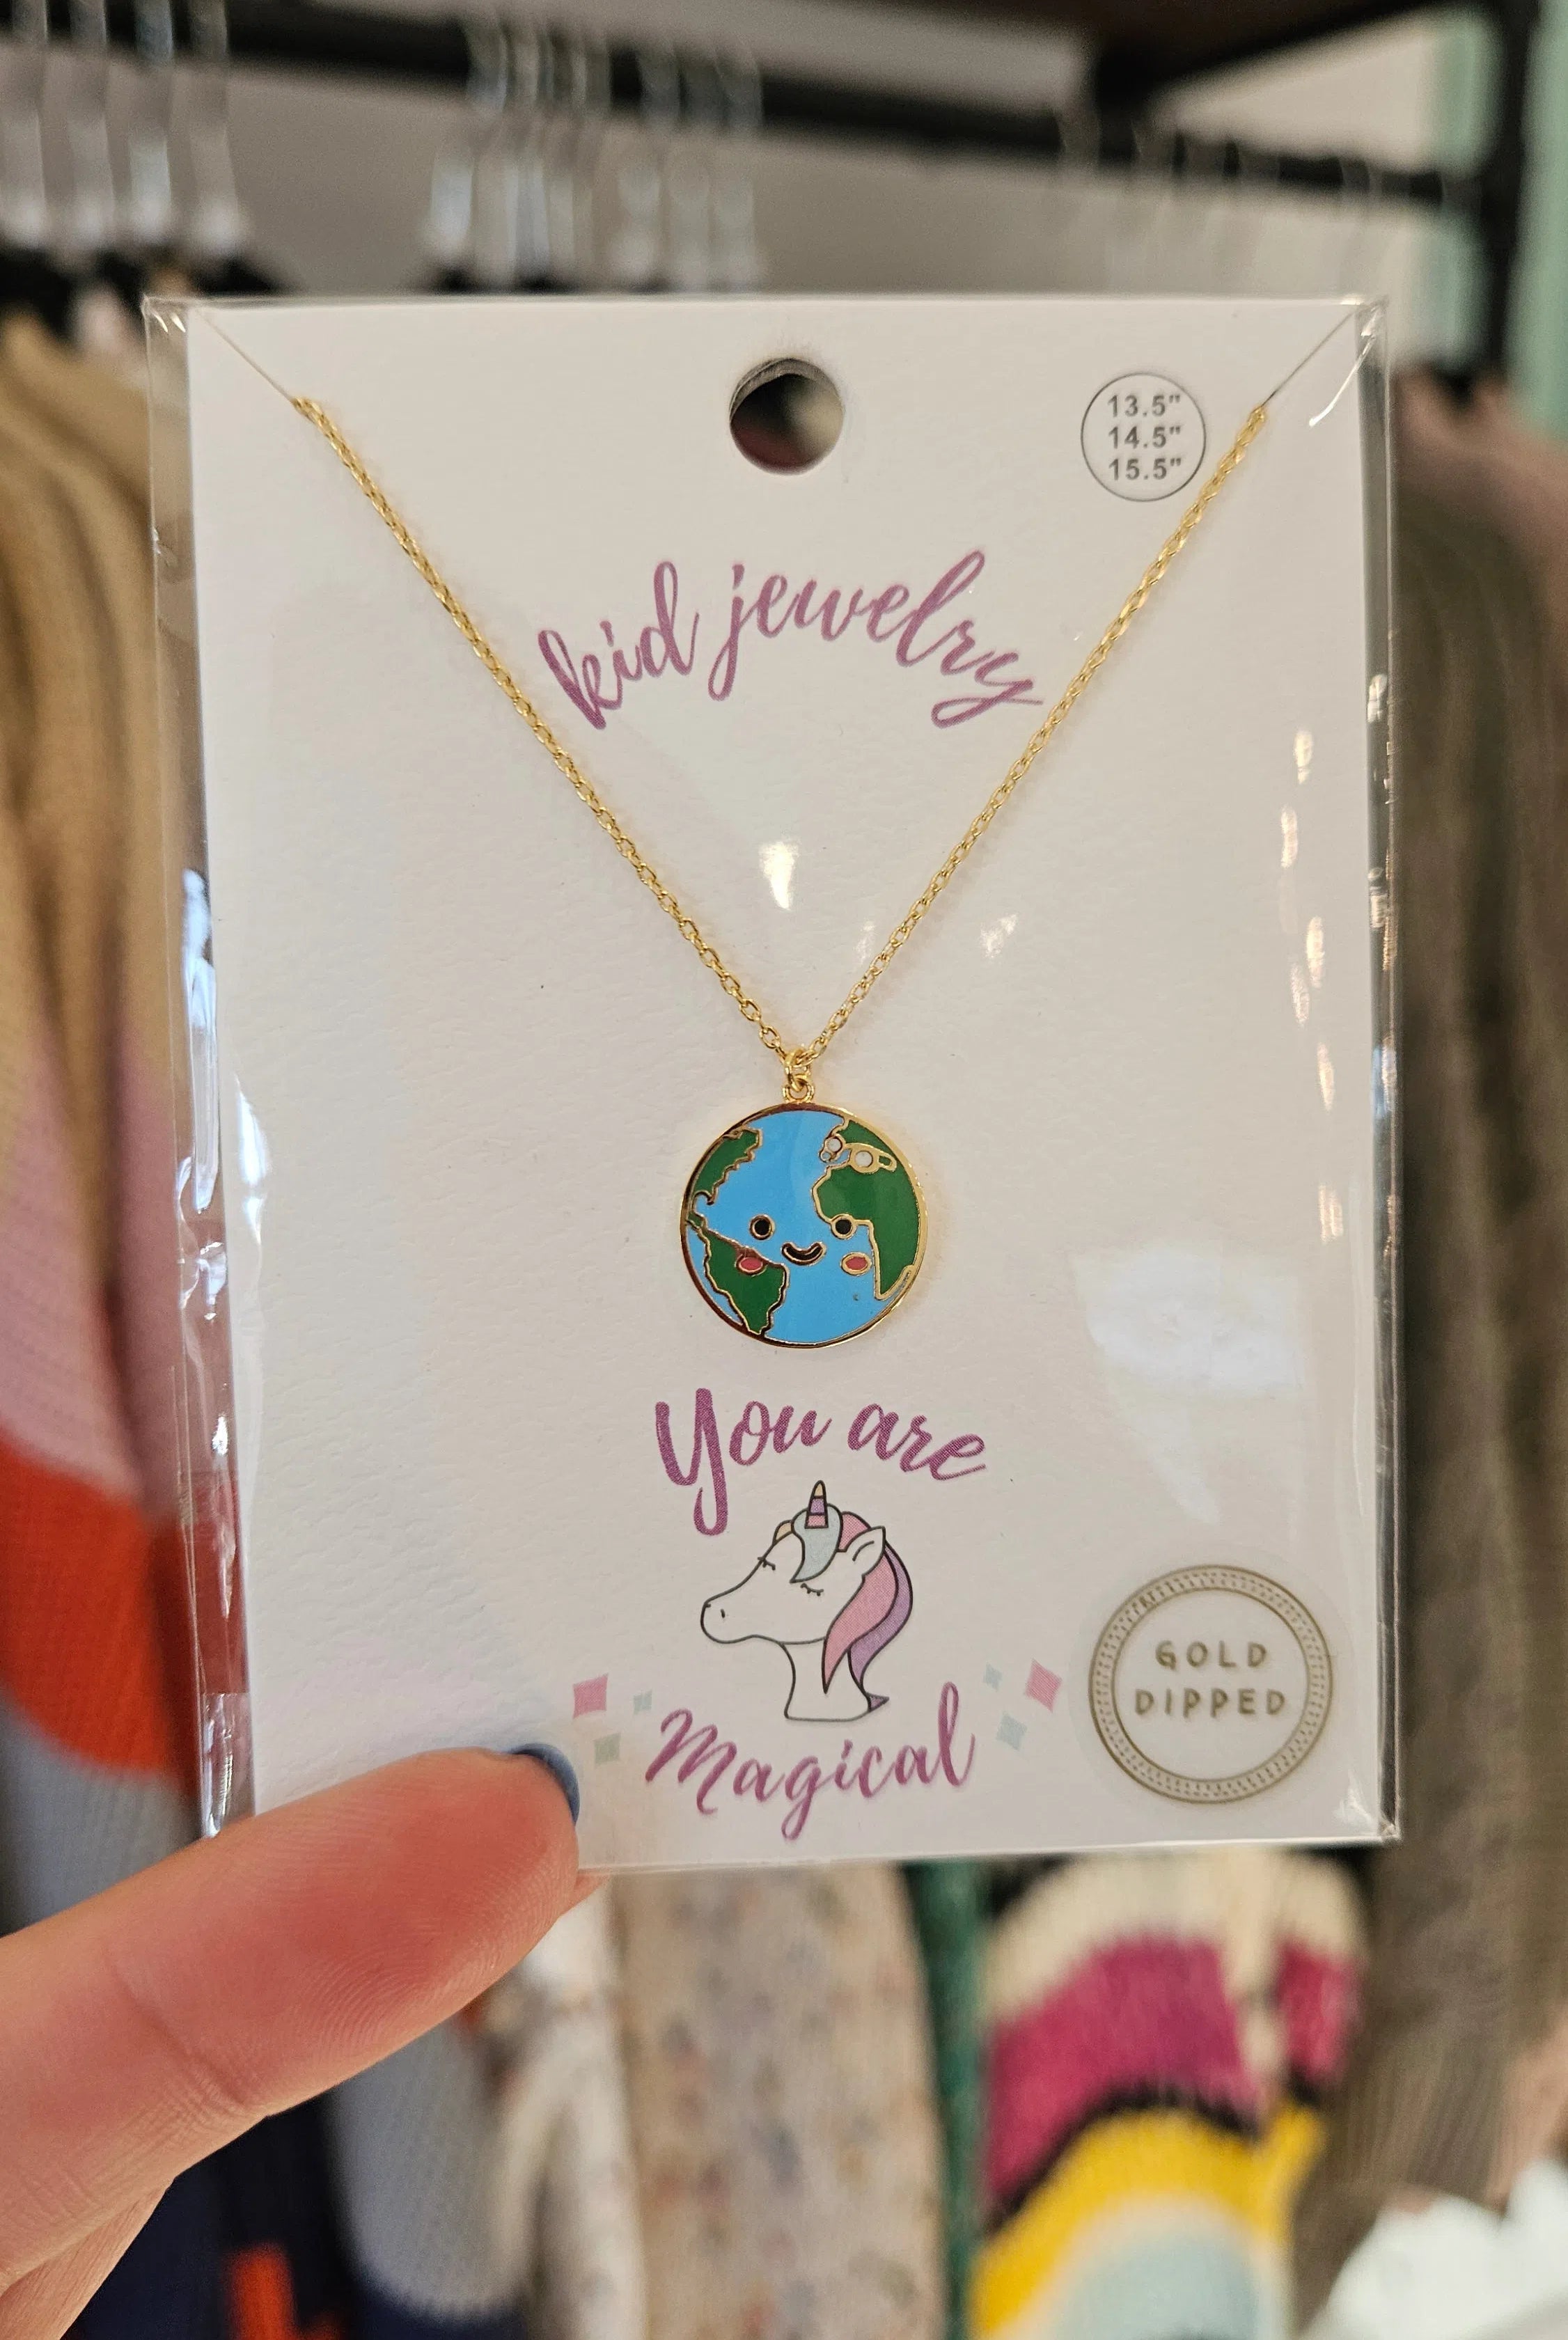 13.5"
14.5"
15.5"
kid jewelry
You are
Magical
GOLD
DIPPED